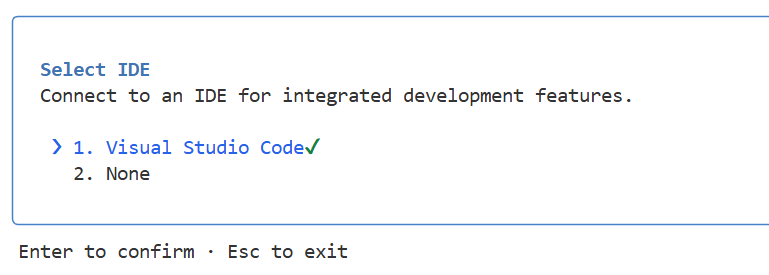 Select IDE
Connect to an IDE for integrated development features.
❯ 1. Visual Studio Code✓
2. None
Enter to confirm · Esc to exit